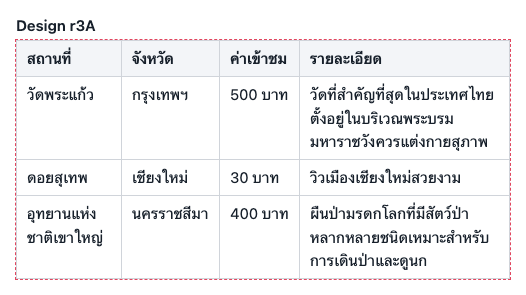 Design r3A
สถานที่ จังหวัด ค่าเข้าชม รายละเอียด
วัดพระแก้ว กรุงเทพฯ 500 บาท วัดที่สำคัญที่สุดในประเทศไทย
ตั้งอยู่ในบริเวณพระบรม
มหาราชวังควรแต่งกายสุภาพ
ดอยสุเทพ เชียงใหม่ 30 บาท วิวเมืองเชียงใหม่สวยงาม
อุทยานแห่ง นครราชสีมา 400 บาท ผืนป่ามรดกโลกที่มีสัตว์ป่า
ชาติเขาใหญ่ หลากหลายชนิดเหมาะสำหรับ
การเดินป่าและดูนก